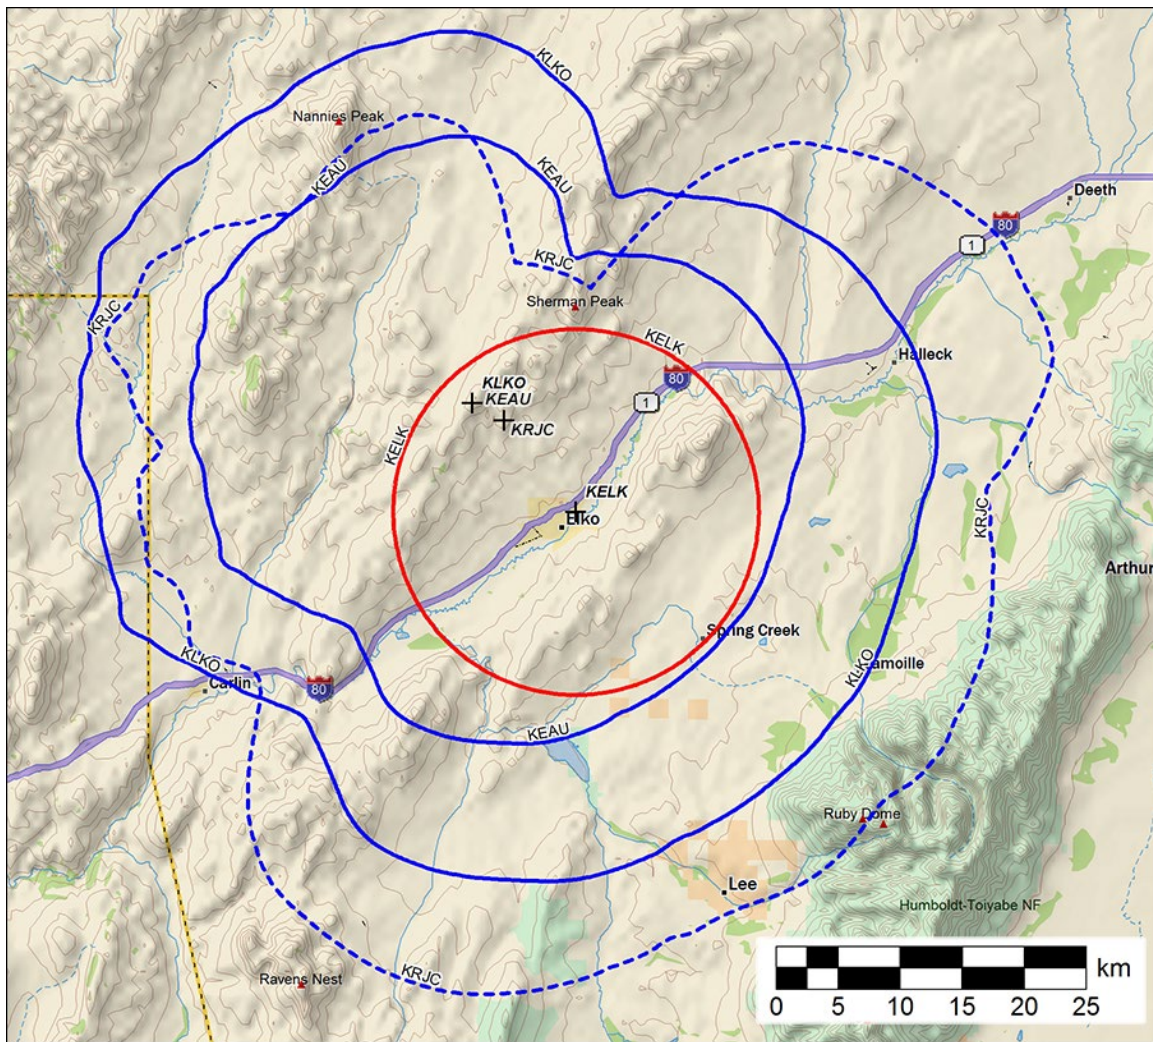 KLKO
Nannies Peak
KEAU
KEAU
Deeth
80
1
KRJC
Sherman Peak
KRJC
KELK
Halleck
80
KLKO
KEAU
1
KRJC
KELK
KELK
KRJC
Elko
Arthur
Spring Creek
KLKO
Lamoille
KLKO
Carlin
80
KEAU
Ruby Dome
Lee
Humboldt-Toiyabe NF
Ravens Nest
KRJC
km
0 5 10 15 20 25